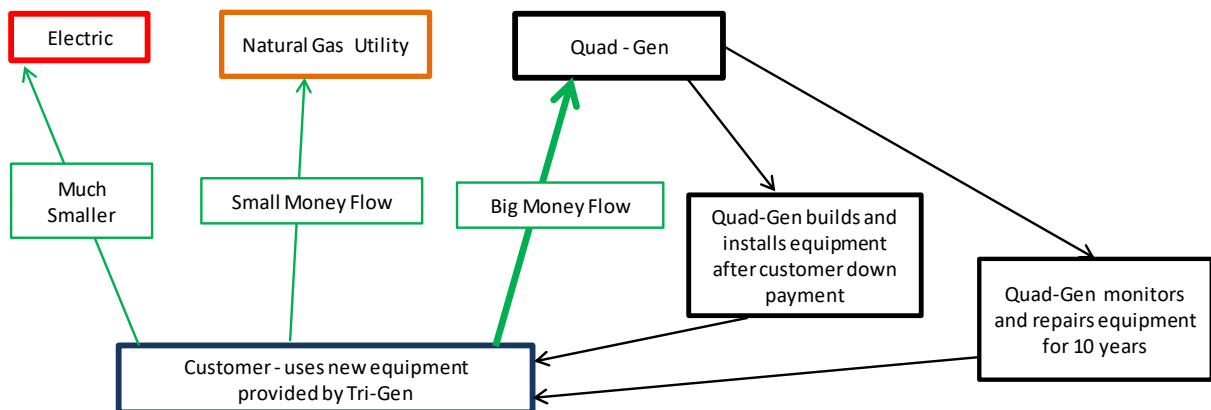 Electric
Natural Gas Utility
Quad - Gen
Much
Smaller
Small Money Flow
Big Money Flow
Quad-Gen builds and
installs equipment
after customer down
payment
Quad-Gen monitors
and repairs equipment
for 10 years
Customer - uses new equipment
provided by Tri-Gen